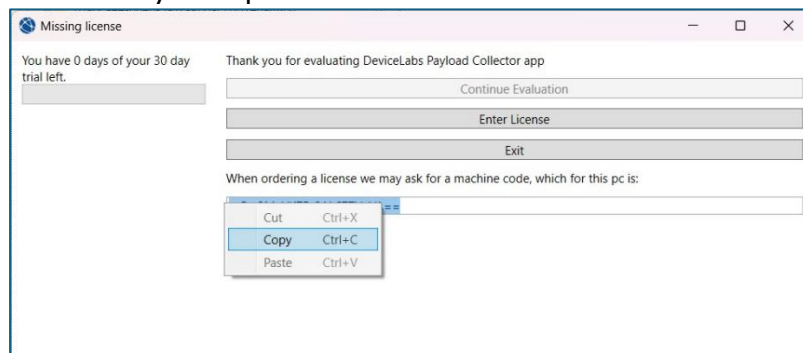 Missing license
You have 0 days of your 30 day
trial left.
Thank you for evaluating DeviceLabs Payload Collector app
Continue Evaluation
Enter License
Exit
When ordering a license we may ask for a machine code, which for this pc is:
==
Cut Ctrl+X
Copy Ctrl+C
Paste Ctrl+V